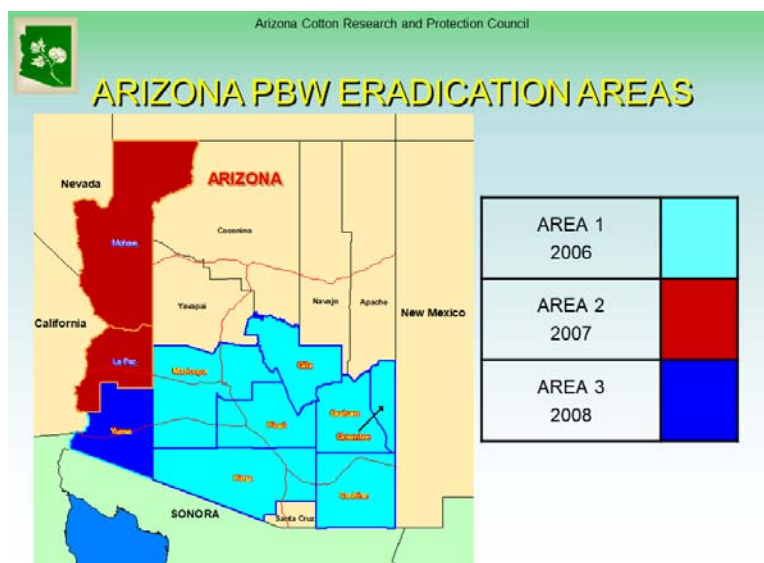 Arizona Cotton Research and Protection Council
ARIZONA PBW ERADICATION AREAS
Nevada
ARIZONA
Mohave
Coconino
Navajo
Apache
Yavapai
New Mexico
California
La Paz
Maricopa
Gila
Yuma
Pinal
Graham
Greenlee
Pima
Cochise
Santa Cruz
SONORA
AREA 1
2006
AREA 2
2007
AREA 3
2008